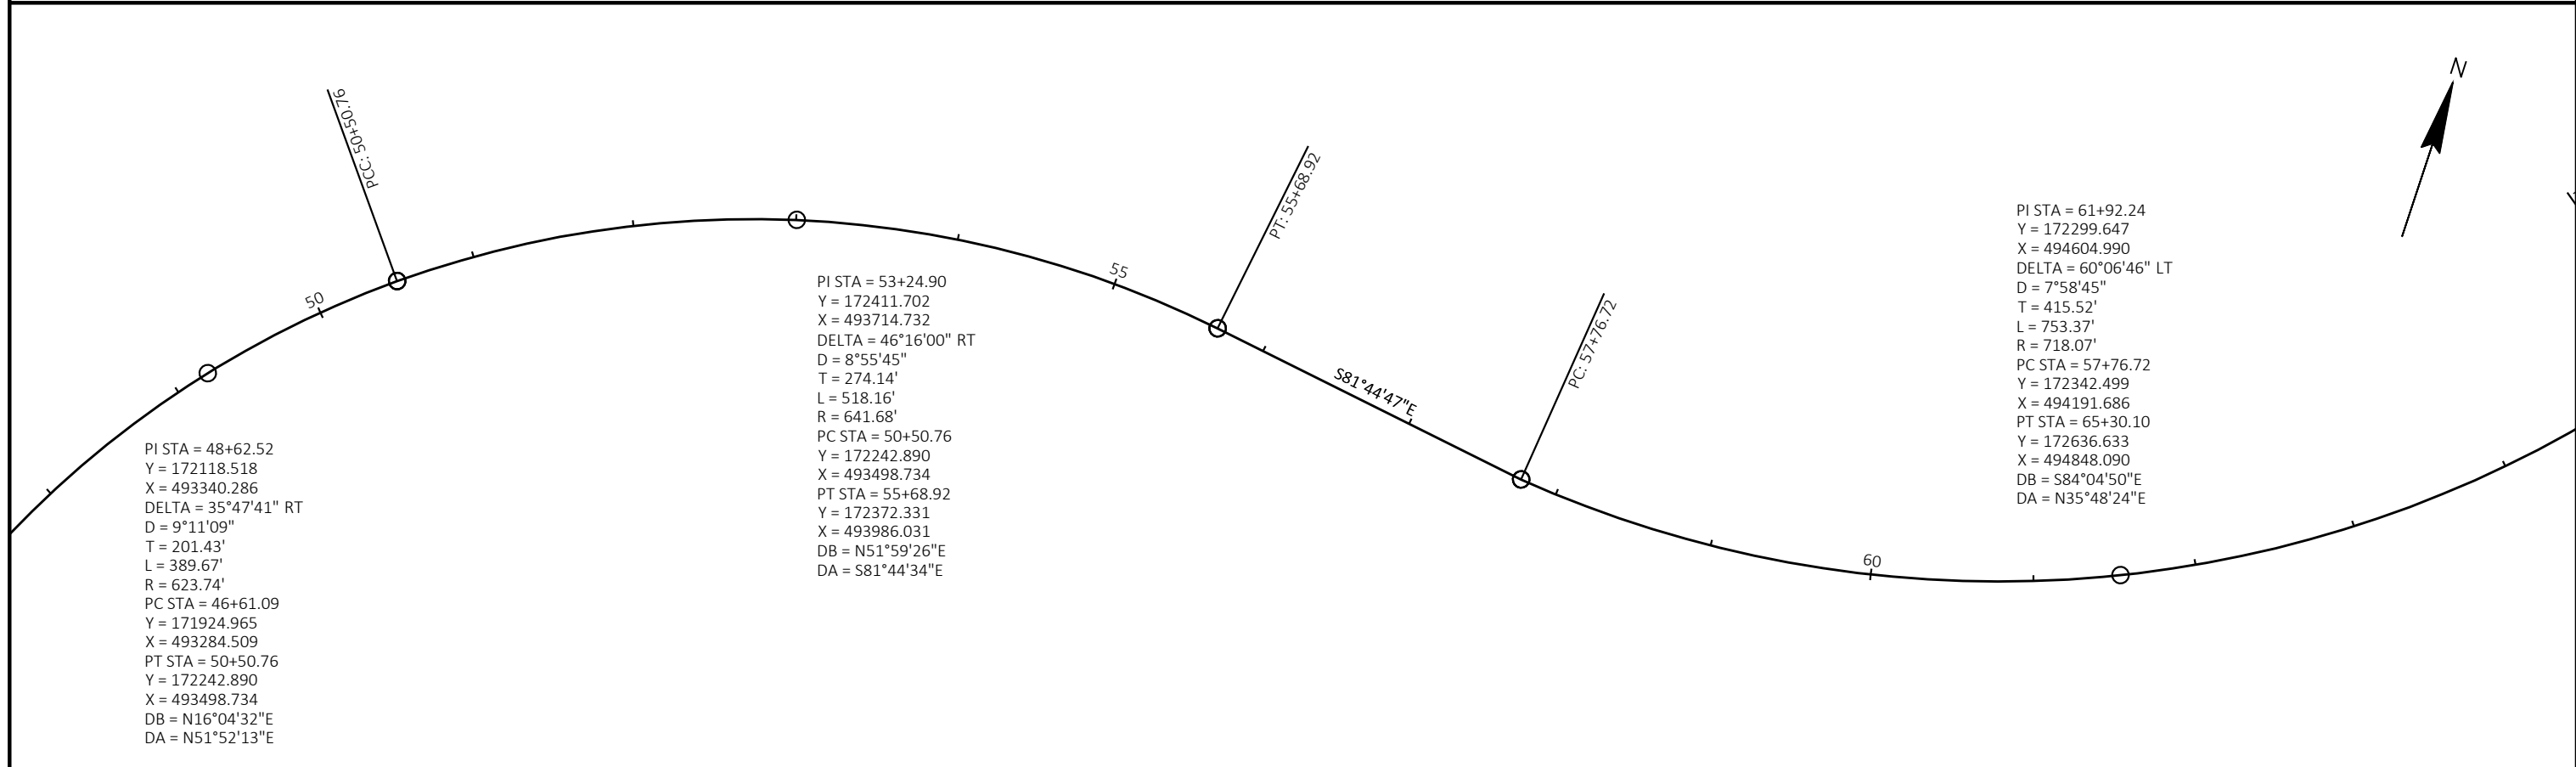 N
PCC: 50+50.76
PT: 55+68.92
PC: 57+76.72
50
55
S81°44'47"E
60
PI STA = 48+62.52
Y = 172118.518
X = 493340.286
DELTA = 35°47'41" RT
D = 9°11'09"
T = 201.43'
L = 389.67'
R = 623.74'
PC STA = 46+61.09
Y = 171924.965
X = 493284.509
PT STA = 50+50.76
Y = 172242.890
X = 493498.734
DB = N16°04'32"E
DA = N51°52'13"E
PI STA = 53+24.90
Y = 172411.702
X = 493714.732
DELTA = 46°16'00" RT
D = 8°55'45"
T = 274.14'
L = 518.16'
R = 641.68'
PC STA = 50+50.76
Y = 172242.890
X = 493498.734
PT STA = 55+68.92
Y = 172372.331
X = 493986.031
DB = N51°59'26"E
DA = S81°44'34"E
PI STA = 61+92.24
Y = 172299.647
X = 494604.990
DELTA = 60°06'46" LT
D = 7°58'45"
T = 415.52'
L = 753.37'
R = 718.07'
PC STA = 57+76.72
Y = 172342.499
X = 494191.686
PT STA = 65+30.10
Y = 172636.633
X = 494848.090
DB = S84°04'50"E
DA = N35°48'24"E